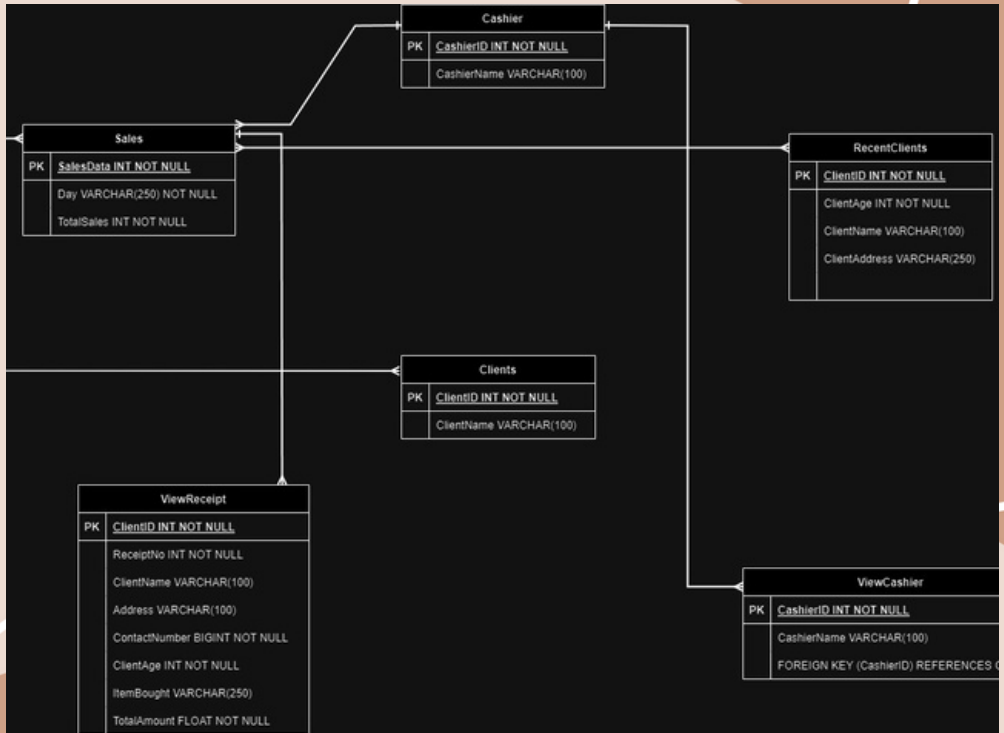 Cashier
PK CashierID INT NOT NULL
CashierName VARCHAR(100)
Sales
PK SalesData INT NOT NULL
Day VARCHAR(250) NOT NULL
TotalSales INT NOT NULL
RecentClients
PK ClientID INT NOT NULL
ClientAge INT NOT NULL
ClientName VARCHAR(100)
ClientAddress VARCHAR(250)
Clients
PK ClientID INT NOT NULL
ClientName VARCHAR(100)
ViewReceipt
PK ClientID INT NOT NULL
ReceiptNo INT NOT NULL
ClientName VARCHAR(100)
Address VARCHAR(100)
ContactNumber BIGINT NOT NULL
ClientAge INT NOT NULL
ItemBought VARCHAR(250)
TotalAmount FLOAT NOT NULL
ViewCashier
PK CashierID INT NOT NULL
CashierName VARCHAR(100)
FOREIGN KEY (CashierID) REFERENCES